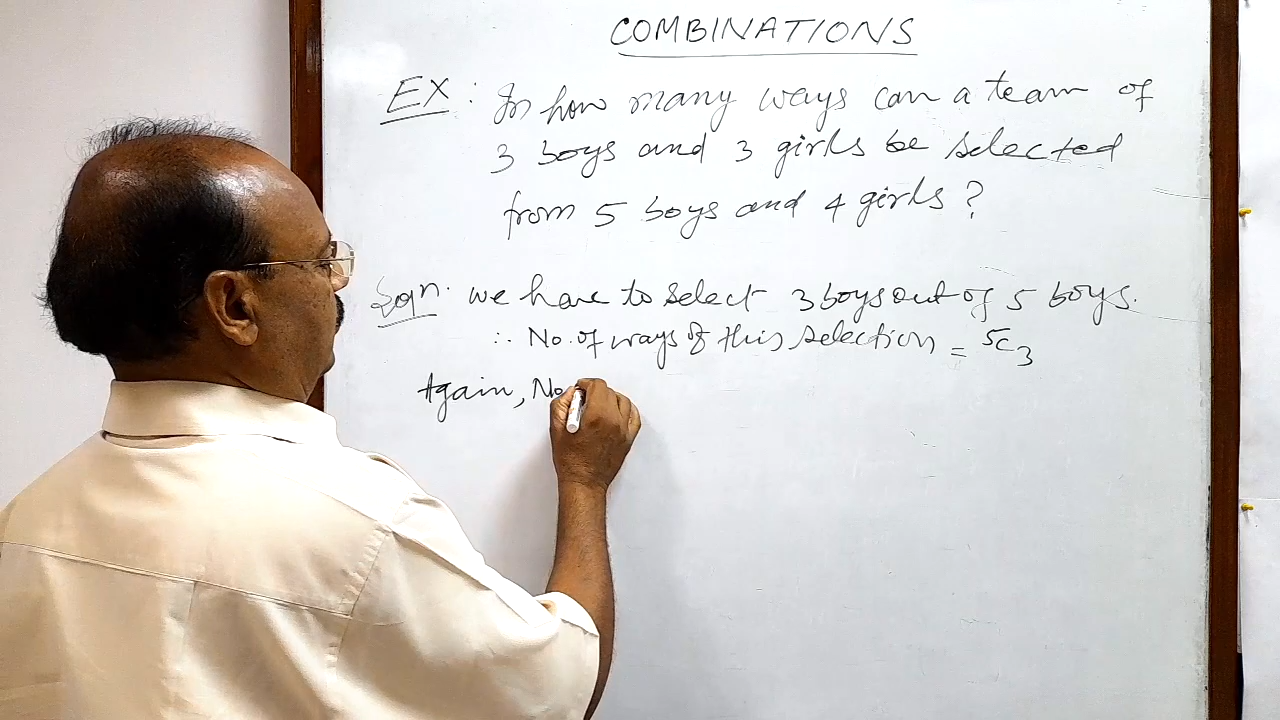 COMBINATIONS
EX : In how many ways can a team of
3 boys and 3 girls be selected
from 5 boys and 4 girls ?
Soln. we have to select 3 boys out of 5 boys.
∴ No. of ways of this selection = ⁵C₃
Again, No